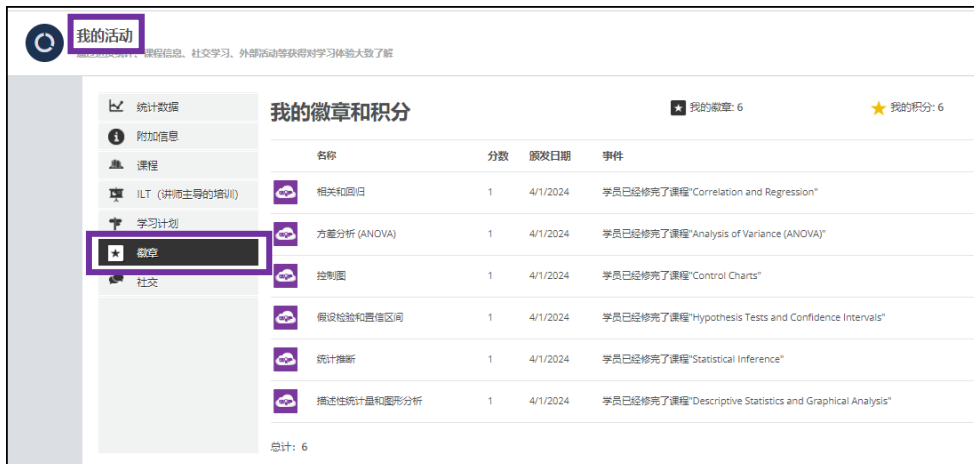 我的活动
课程信息、社交学习、外部活动等获得对学习体验大致了解
统计数据
附加信息
课程
ILT（讲师主导的培训）
学习计划
徽章
社交
我的徽章和积分
我的徽章: 6
我的积分: 6
名称 分数 颁发日期 事件
相关和回归 1 4/1/2024 学员已经修完了课程"Correlation and Regression"
方差分析 (ANOVA) 1 4/1/2024 学员已经修完了课程"Analysis of Variance (ANOVA)"
控制图 1 4/1/2024 学员已经修完了课程"Control Charts"
假设检验和置信区间 1 4/1/2024 学员已经修完了课程"Hypothesis Tests and Confidence Intervals"
统计推断 1 4/1/2024 学员已经修完了课程"Statistical Inference"
描述性统计量和图形分析 1 4/1/2024 学员已经修完了课程"Descriptive Statistics and Graphical Analysis"
总计: 6